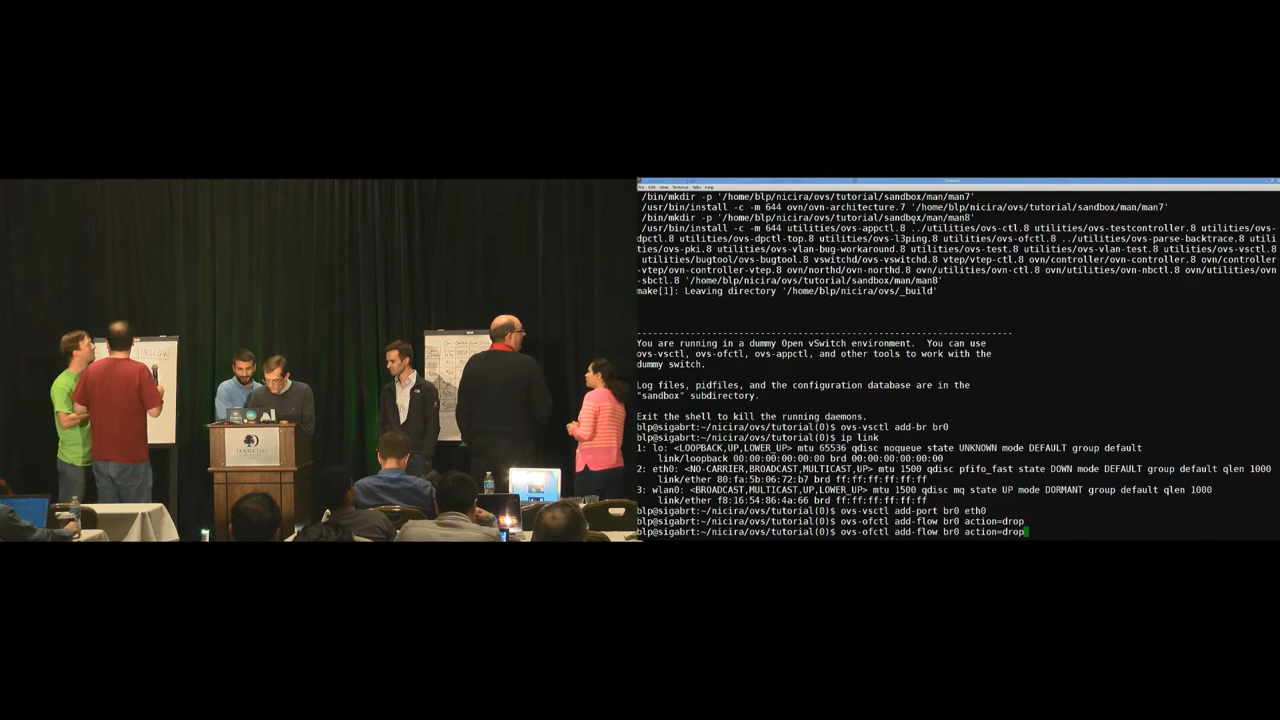 YELLOW
DOUBLETREE
/bin/mkdir -p '/home/blp/nicira/ovs/tutorial/sandbox/man/man7'
/usr/bin/install -c -m 644 ovn/ovn-architecture.7 '/home/blp/nicira/ovs/tutorial/sandbox/man/man7'
/bin/mkdir -p '/home/blp/nicira/ovs/tutorial/sandbox/man/man8'
/usr/bin/install -c -m 644 utilities/ovs-appctl.8 ../utilities/ovs-ctl.8 utilities/ovs-testcontroller.8 utilities/ovs-
dpctl.8 utilities/ovs-dpctl-top.8 utilities/ovs-l3ping.8 utilities/ovs-ofctl.8 ../utilities/ovs-parse-backtrace.8 utili
ties/ovs-pki.8 utilities/ovs-vlan-bug-workaround.8 utilities/ovs-test.8 utilities/ovs-vlan-test.8 utilities/ovs-vsctl.8
utilities/bugtool/ovs-bugtool.8 vswitchd/ovs-vswitchd.8 vtep/vtep-ctl.8 ovn/controller/ovn-controller.8 ovn/controller
-vtep/ovn-controller-vtep.8 ovn/northd/ovn-northd.8 ovn/utilities/ovn-ctl.8 ovn/utilities/ovn-nbctl.8 ovn/utilities/ovn
-sbctl.8 '/home/blp/nicira/ovs/tutorial/sandbox/man/man8'
make[1]: Leaving directory '/home/blp/nicira/ovs/_build'
----------------------------------------------------------------------
You are running in a dummy Open vSwitch environment.  You can use
ovs-vsctl, ovs-ofctl, ovs-appctl, and other tools to work with the
dummy switch.
Log files, pidfiles, and the configuration database are in the
"sandbox" subdirectory.
Exit the shell to kill the running daemons.
blp@sigabrt:~/nicira/ovs/tutorial(0)$ ovs-vsctl add-br br0
blp@sigabrt:~/nicira/ovs/tutorial(0)$ ip link
1: lo: <LOOPBACK,UP,LOWER_UP> mtu 65536 qdisc noqueue state UNKNOWN mode DEFAULT group default
link/loopback 00:00:00:00:00:00 brd 00:00:00:00:00:00
2: eth0: <NO-CARRIER,BROADCAST,MULTICAST,UP> mtu 1500 qdisc pfifo_fast state DOWN mode DEFAULT group default qlen 1000
link/ether 80:fa:5b:06:72:b7 brd ff:ff:ff:ff:ff:ff
3: wlan0: <BROADCAST,MULTICAST,UP,LOWER_UP> mtu 1500 qdisc mq state UP mode DORMANT group default qlen 1000
link/ether f8:16:54:86:4a:66 brd ff:ff:ff:ff:ff:ff
blp@sigabrt:~/nicira/ovs/tutorial(0)$ ovs-vsctl add-port br0 eth0
blp@sigabrt:~/nicira/ovs/tutorial(0)$ ovs-ofctl add-flow br0 action=drop
blp@sigabrt:~/nicira/ovs/tutorial(0)$ ovs-ofctl add-flow br0 action=drop